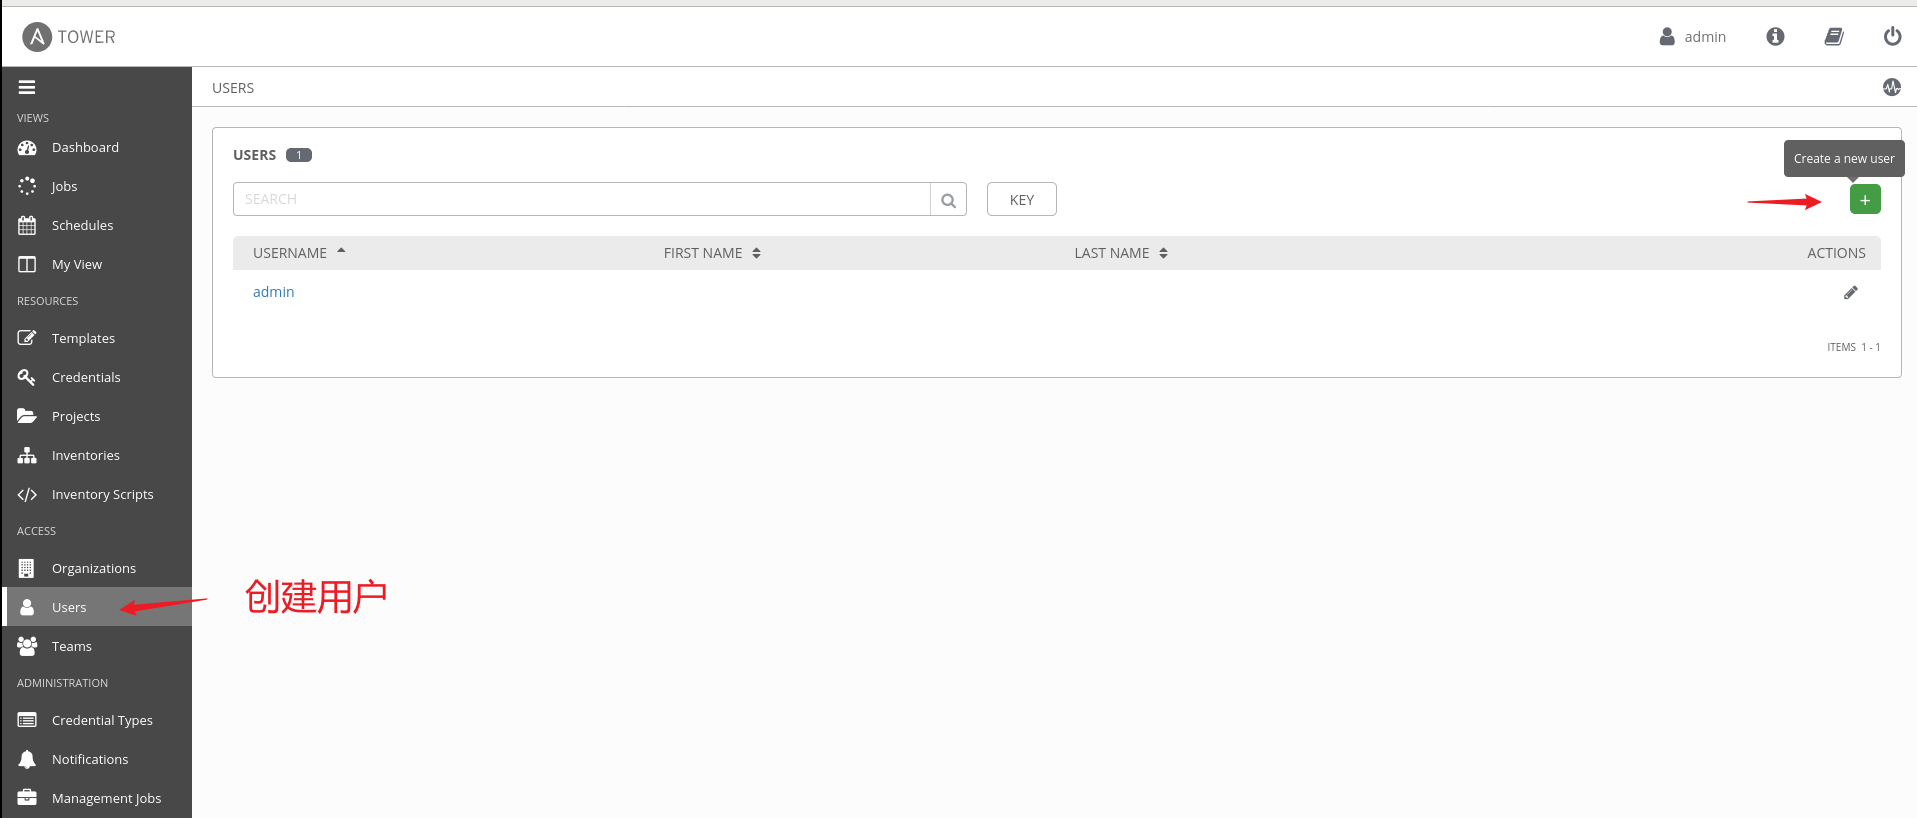 TOWER
admin
USERS
VIEWS
Dashboard
Jobs
Schedules
My View
RESOURCES
Templates
Credentials
Projects
Inventories
Inventory Scripts
ACCESS
Organizations
Users
Teams
ADMINISTRATION
Credential Types
Notifications
Management Jobs
USERS 1
Create a new user
SEARCH
KEY
+
USERNAME FIRST NAME LAST NAME ACTIONS
admin
ITEMS 1 - 1
创建用户